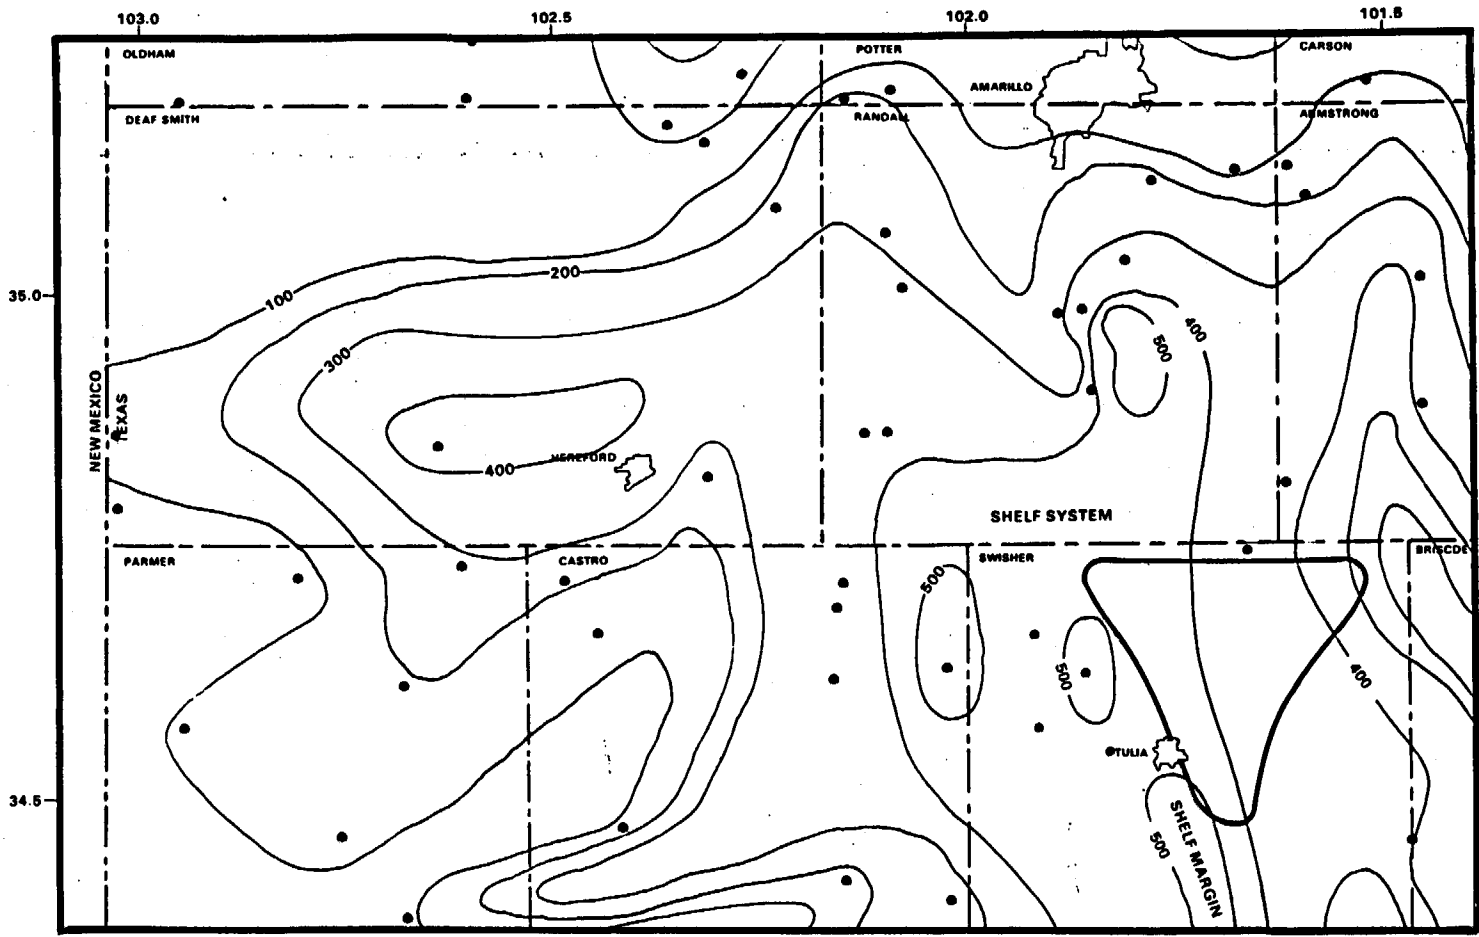 103.0
102.5
102.0
101.5
OLDHAM
POTTER
CARSON
AMARILLO
DEAF SMITH
RANDALL
ARMSTRONG
200
35.0
100
400
500
300
NEW MEXICO
TEXAS
HEREFORD
400
SHELF SYSTEM
PARMER
CASTRO
SWISHER
BRISCOE
500
500
400
TULIA
34.5
SHELF MARGIN
500